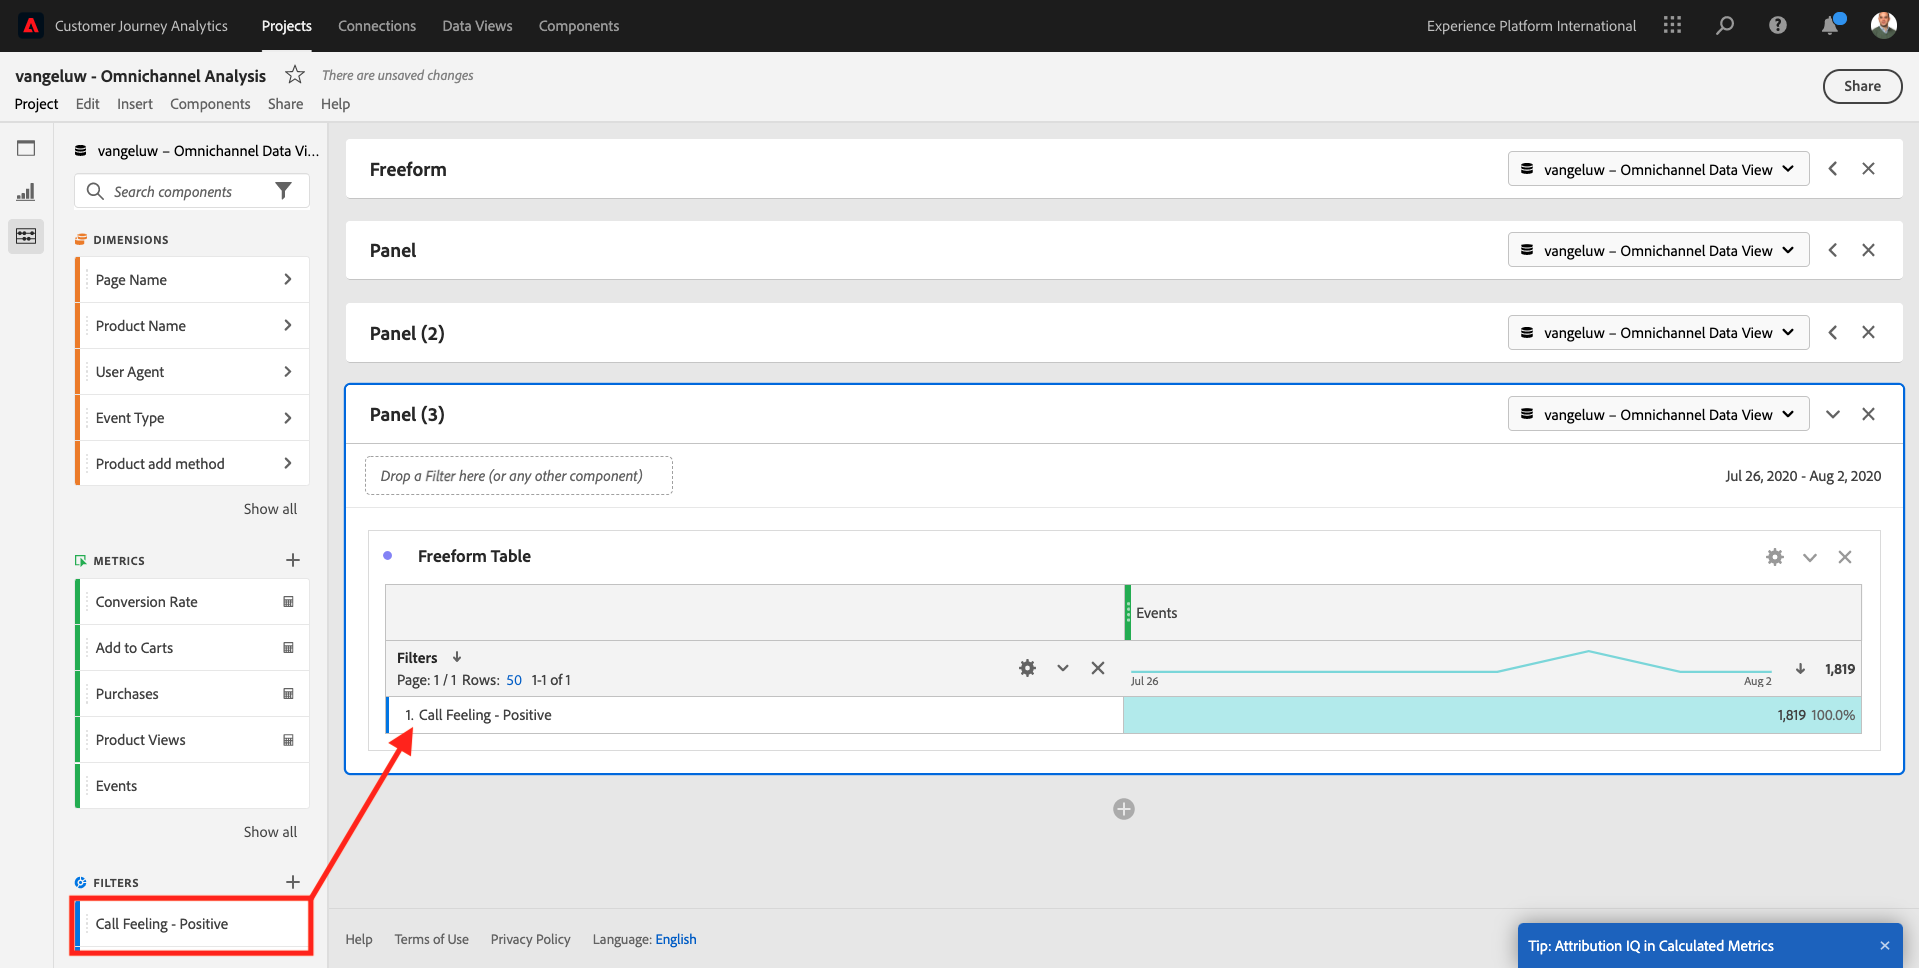 Customer Journey Analytics Projects Connections Data Views Components Experience Platform International
vangeluw - Omnichannel Analysis There are unsaved changes
Share
Project Edit Insert Components Share Help
vangeluw – Omnichannel Data Vi...
Search components
DIMENSIONS
Page Name
Product Name
User Agent
Event Type
Product add method
Show all
METRICS
Conversion Rate
Add to Carts
Purchases
Product Views
Events
Show all
FILTERS
Call Feeling - Positive
Freeform vangeluw – Omnichannel Data View
Panel vangeluw – Omnichannel Data View
Panel (2) vangeluw – Omnichannel Data View
Panel (3) vangeluw – Omnichannel Data View
Drop a Filter here (or any other component) Jul 26, 2020 - Aug 2, 2020
Freeform Table
Events
Filters
Page: 1 / 1 Rows: 50 1-1 of 1
Jul 26 Aug 2 1,819
1. Call Feeling - Positive 1,819 100.0%
Help Terms of Use Privacy Policy Language: English
Tip: Attribution IQ in Calculated Metrics